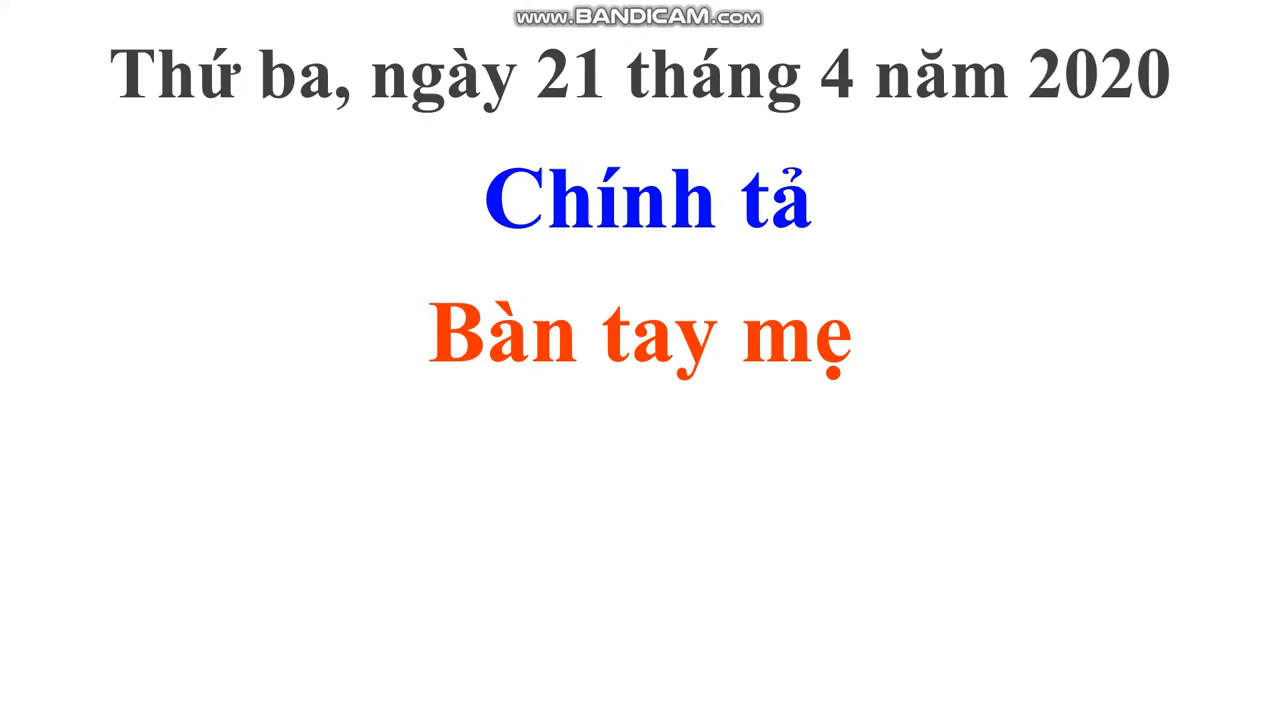 www.BANDICAM.com
Thứ ba, ngày 21 tháng 4 năm 2020
Chính tả
Bàn tay mẹ